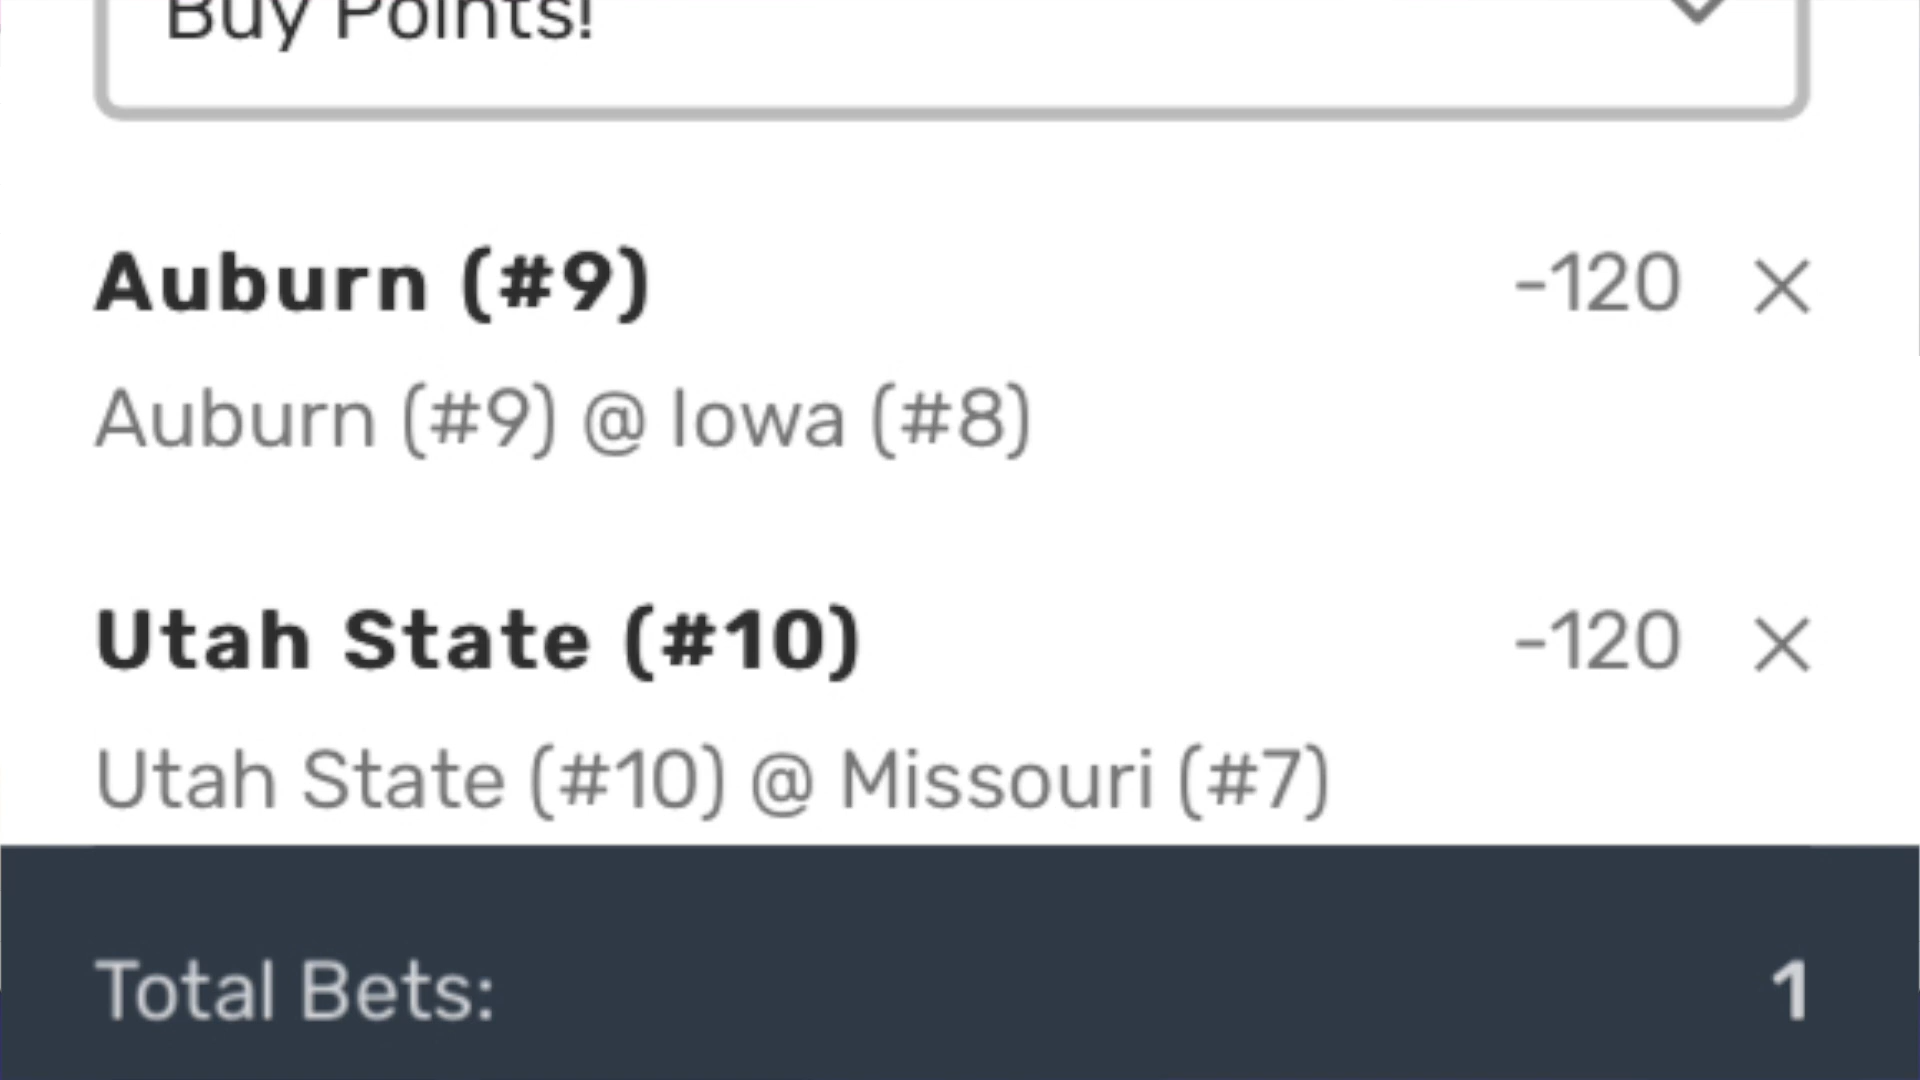 Buy Points!
Auburn (#9) -120
Auburn (#9) @ Iowa (#8)
Utah State (#10) -120
Utah State (#10) @ Missouri (#7)
Total Bets: 1